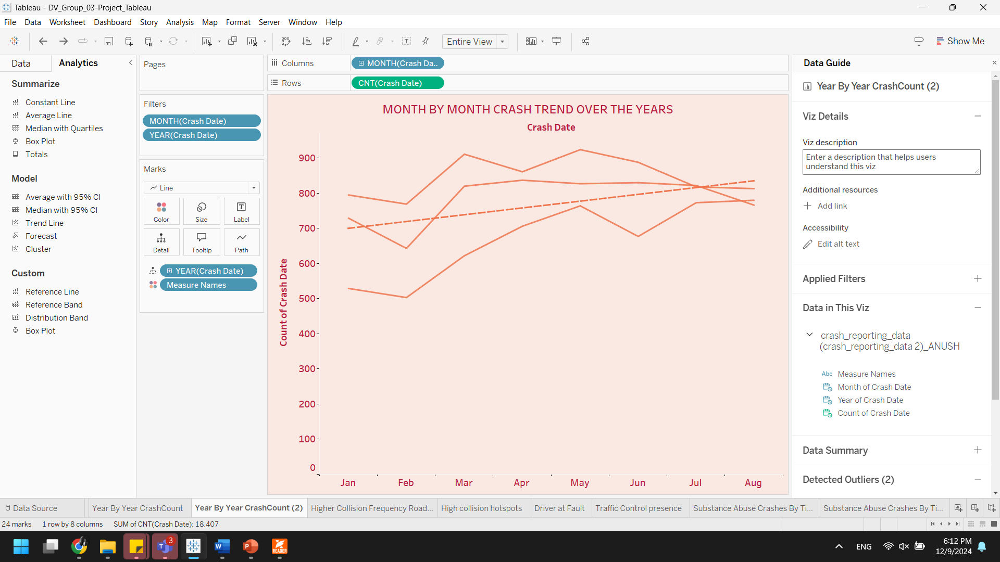 Tableau - DV_Group_03-Project_Tableau
File Data Worksheet Dashboard Story Analysis Map Format Server Window Help
Entire View
Show Me
Data
Analytics
Summarize
Constant Line
Average Line
Median with Quartiles
Box Plot
Totals
Model
Average with 95% CI
Median with 95% CI
Trend Line
Forecast
Cluster
Custom
Reference Line
Reference Band
Distribution Band
Box Plot
Pages
Filters
MONTH(Crash Date)
YEAR(Crash Date)
Marks
Line
Color
Size
Label
Detail
Tooltip
Path
YEAR(Crash Date)
Measure Names
Columns
MONTH(Crash Da..
Rows
CNT(Crash Date)
MONTH BY MONTH CRASH TREND OVER THE YEARS
Crash Date
Count of Crash Date
900
800
700
600
500
400
300
200
100
0
Jan Feb Mar Apr May Jun Jul Aug
Data Guide
Year By Year CrashCount (2)
Viz Details
Viz description
Enter a description that helps users
understand this viz
Additional resources
Add link
Accessibility
Edit alt text
Applied Filters
Data in This Viz
crash_reporting_data
(crash_reporting_data 2)_ANUSH
Abc Measure Names
Month of Crash Date
Year of Crash Date
Count of Crash Date
Data Summary
Detected Outliers (2)
Data Source
Year By Year CrashCount
Year By Year CrashCount (2)
Higher Collision Frequency Road...
High collision hotspots
Driver at Fault
Traffic Control presence
Substance Abuse Crashes By Ti...
Substance Abuse Crashes By Ti...
24 marks 1 row by 8 columns SUM of CNT(Crash Date): 18,407
3
READER
ENG
6:12 PM
12/9/2024